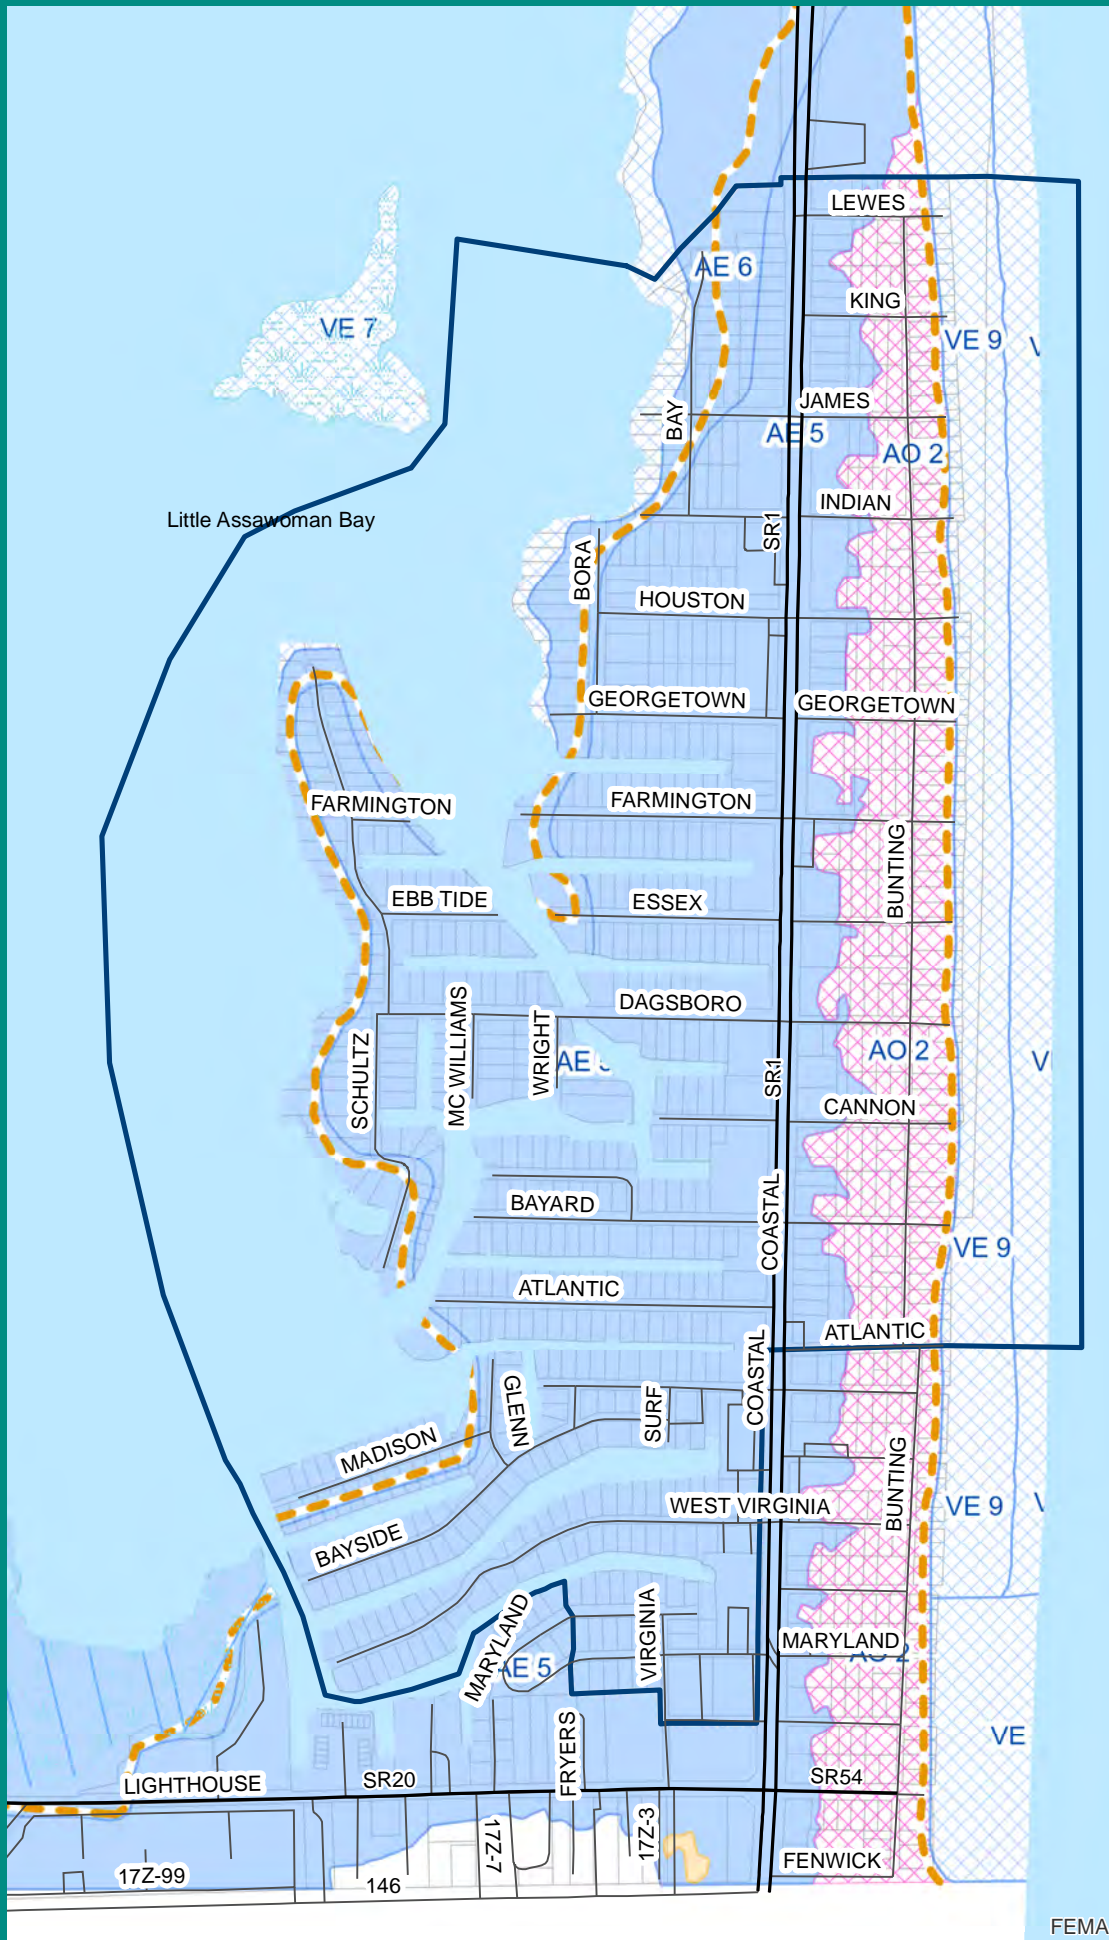 LEWES
AE 6
KING
VE 7
VE 9
JAMES
BAY
AE 5
AO 2
INDIAN
Little Assawoman Bay
SR1
BORA
HOUSTON
GEORGETOWN
GEORGETOWN
FARMINGTON
FARMINGTON
BUNTING
EBB TIDE
ESSEX
DAGSBORO
MC WILLIAMS
WRIGHT
SCHULTZ
AO 2
SR1
CANNON
BAYARD
COASTAL
VE 9
ATLANTIC
ATLANTIC
COASTAL
GLENN
SURF
MADISON
BUNTING
WEST VIRGINIA
VE 9
BAYSIDE
MARYLAND
VIRGINIA
MARYLAND
AE 5
AO 2
FRYERS
VE
LIGHTHOUSE
SR20
SR54
17Z-7
17Z-3
FENWICK
17Z-99
146
FEMA